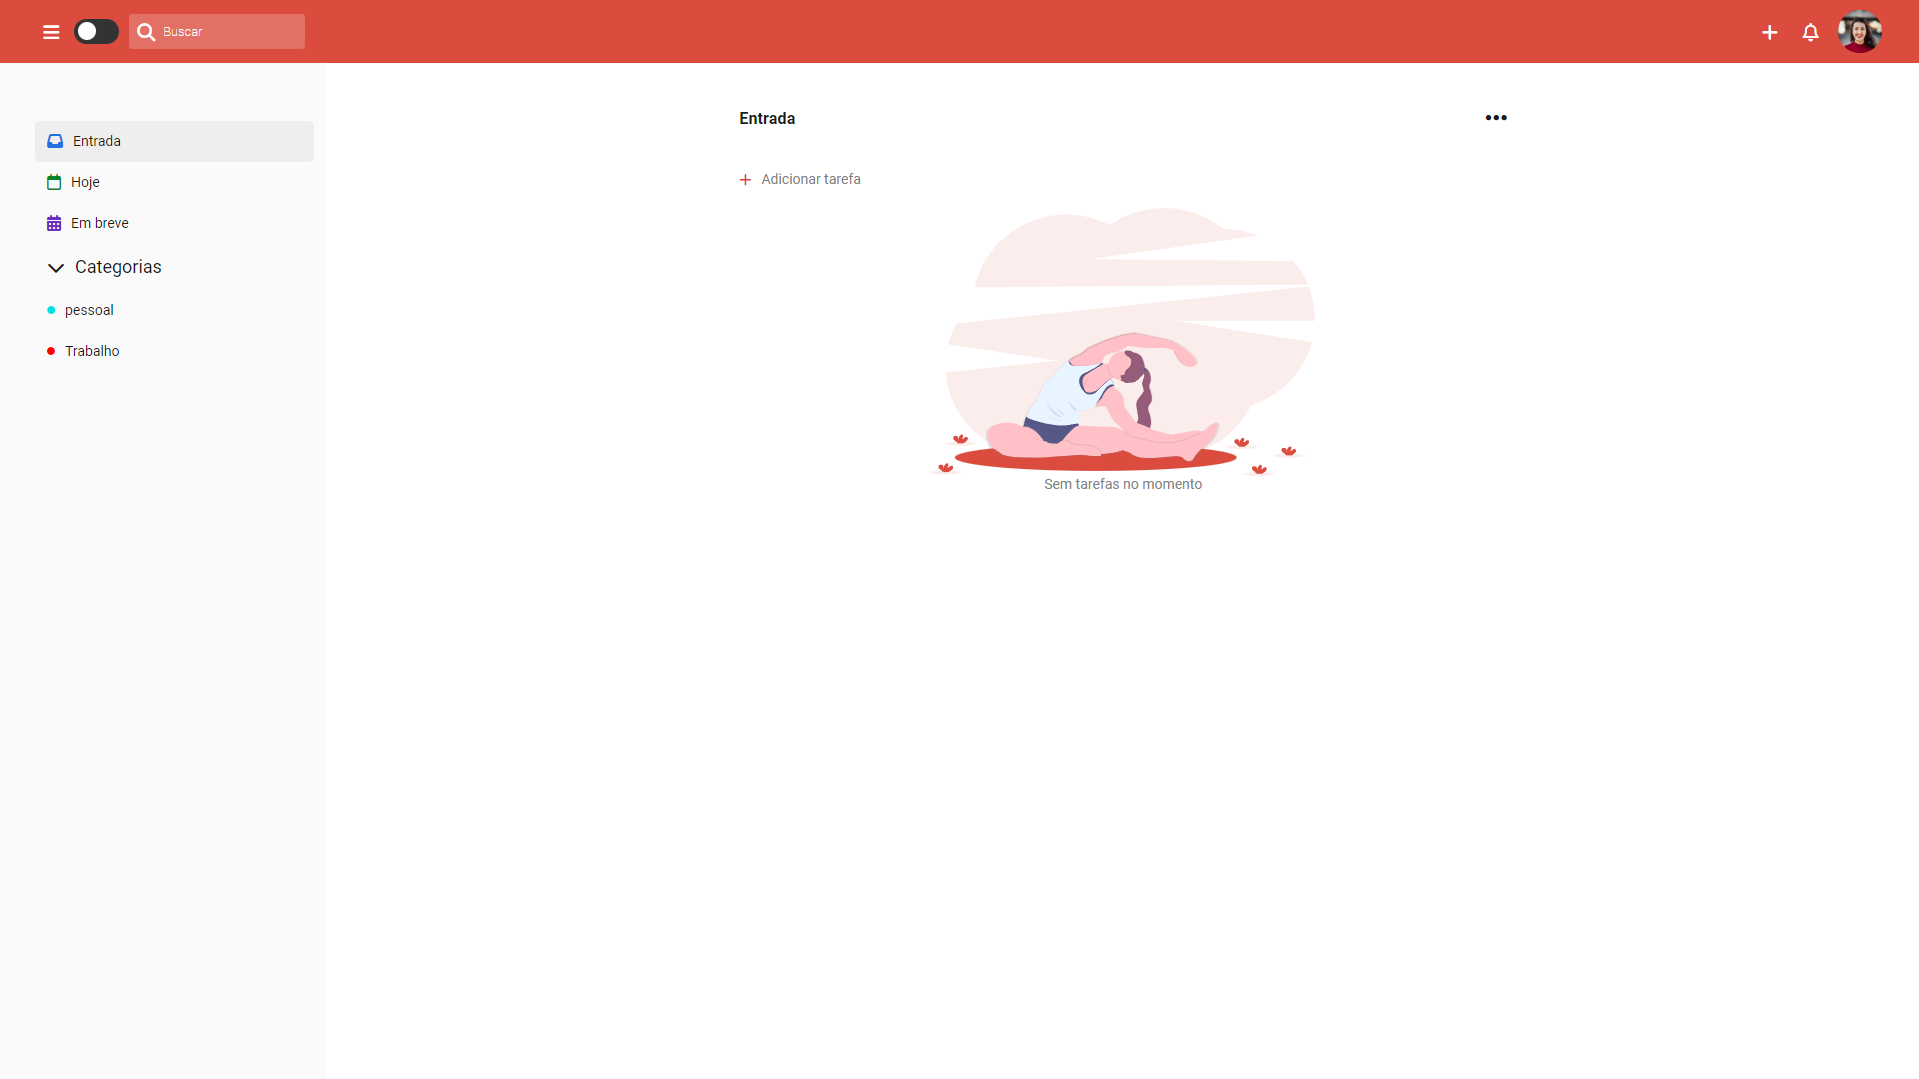 Buscar
Entrada
Hoje
Em breve
Categorias
pessoal
Trabalho
Entrada
Adicionar tarefa
Sem tarefas no momento